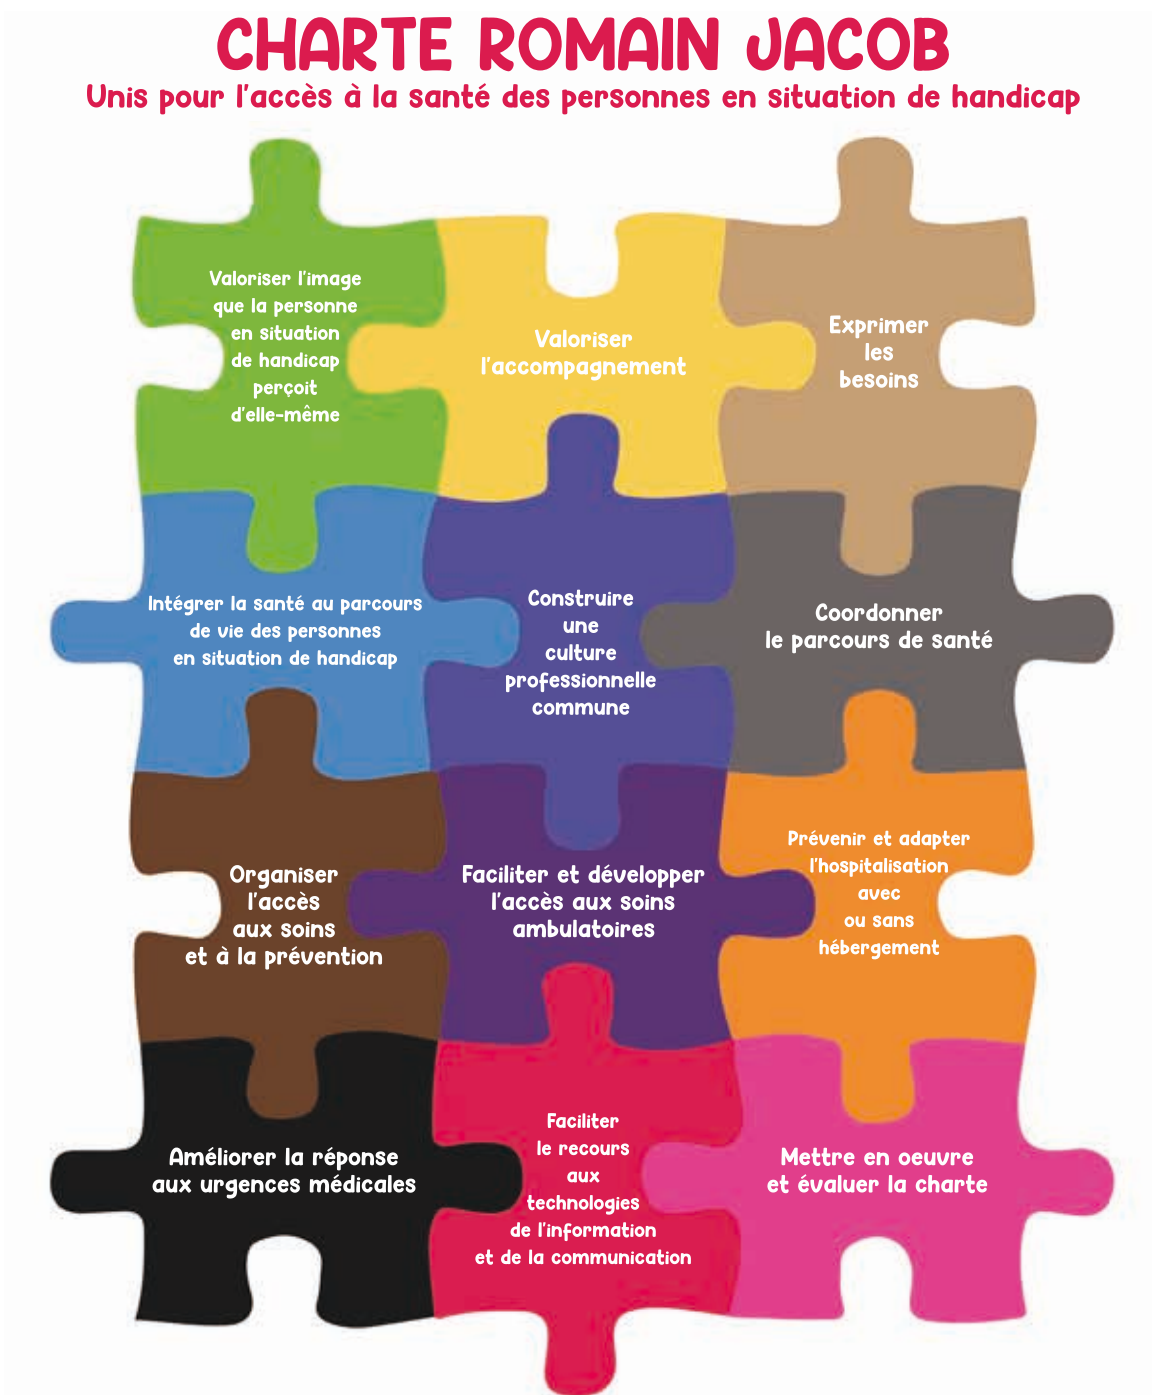 CHARTE ROMAIN JACOB
Unis pour l'accès à la santé des personnes en situation de handicap
Valoriser l'image
que la personne
en situation
de handicap
perçoit
d'elle-même
Valoriser
l'accompagnement
Exprimer
les
besoins
Intégrer la santé au parcours
de vie des personnes
en situation de handicap
Construire
une
culture
professionnelle
commune
Coordonner
le parcours de santé
Organiser
l'accès
aux soins
et à la prévention
Faciliter et développer
l'accès aux soins
ambulatoires
Prévenir et adapter
l'hospitalisation
avec
ou sans
hébergement
Améliorer la réponse
aux urgences médicales
Faciliter
le recours
aux
technologies
de l'information
et de la communication
Mettre en oeuvre
et évaluer la charte